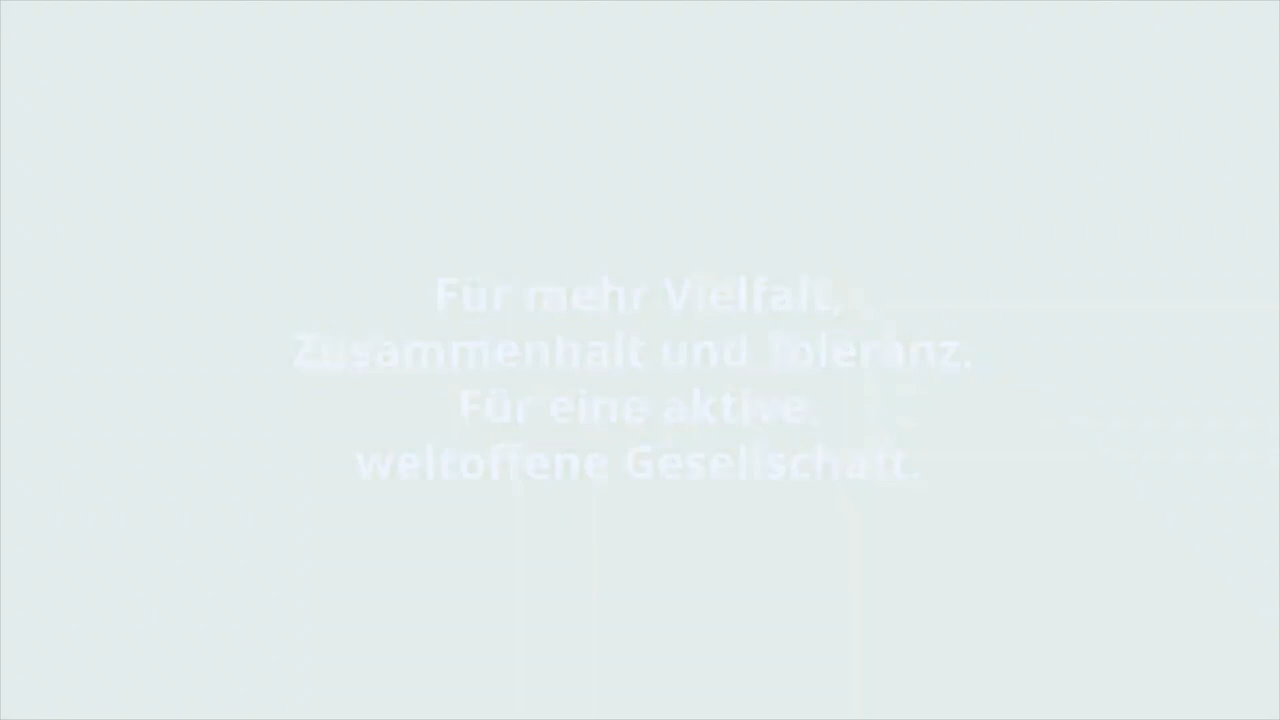 Für mehr Vielfalt,
Zusammenhalt und Toleranz.
Für eine aktive,
weltoffene Gesellschaft.